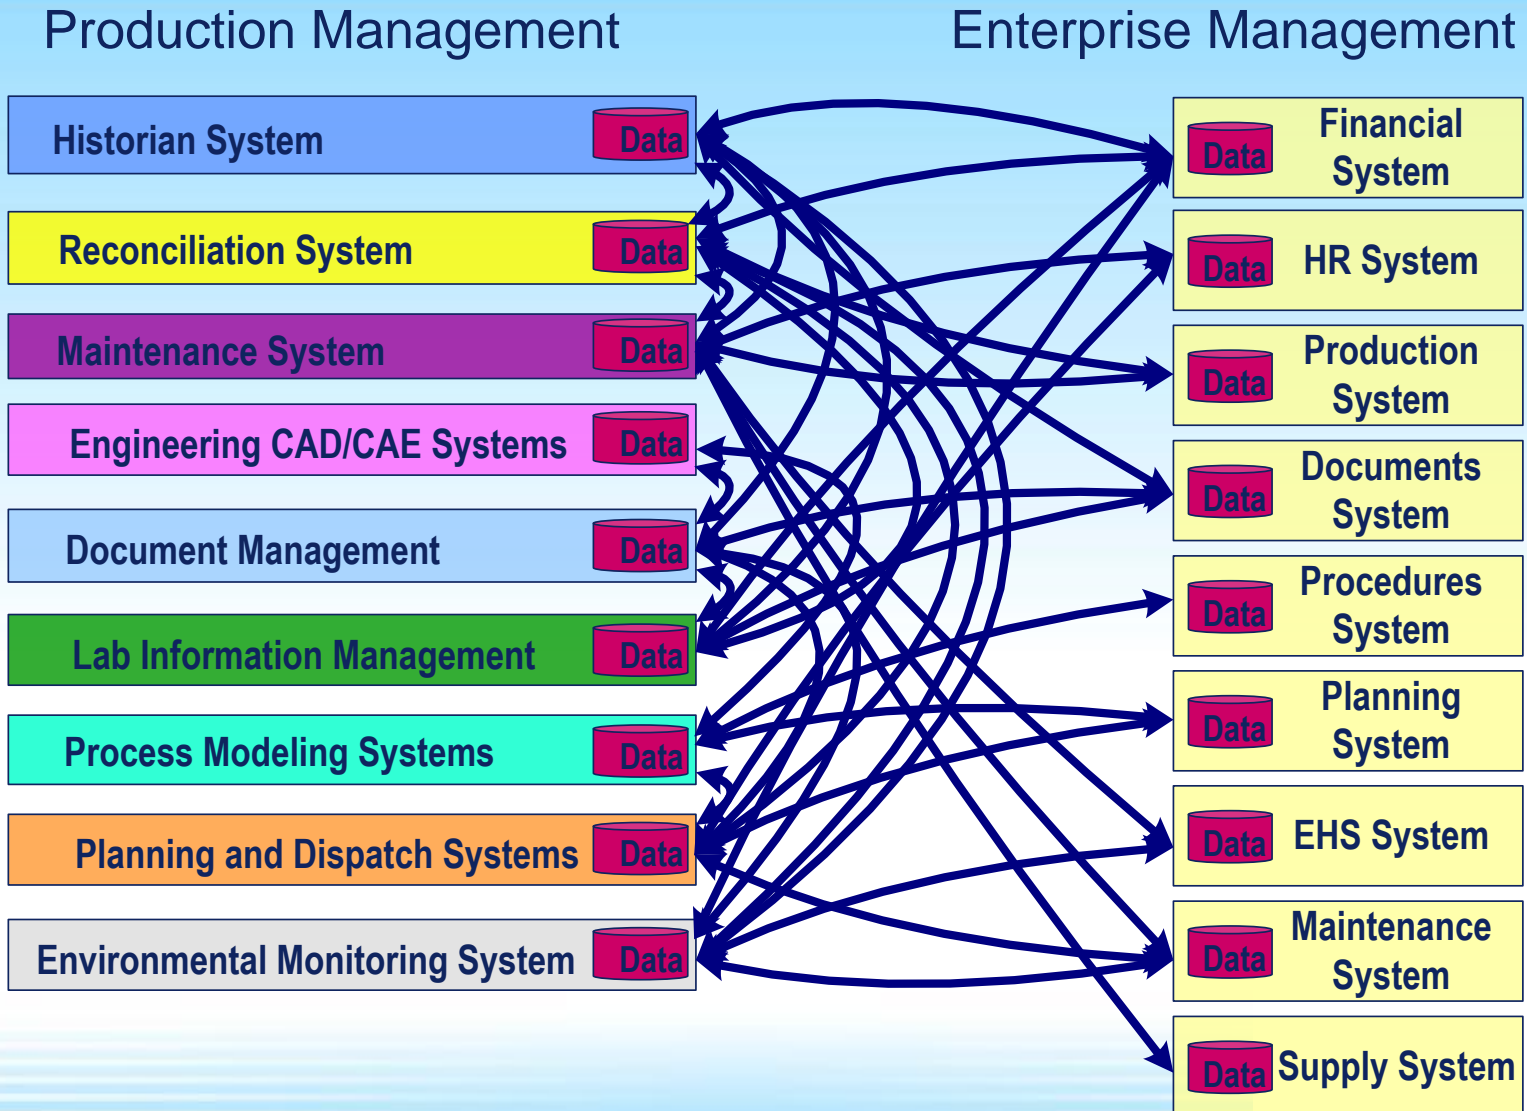 Production Management
Enterprise Management
Historian System
Data
Reconciliation System
Data
Maintenance System
Data
Engineering CAD/CAE Systems
Data
Document Management
Data
Lab Information Management
Data
Process Modeling Systems
Data
Planning and Dispatch Systems
Data
Environmental Monitoring System
Data
Data
Financial
System
Data
HR System
Data
Production
System
Data
Documents
System
Data
Procedures
System
Data
Planning
System
Data
EHS System
Data
Maintenance
System
Data
Supply System